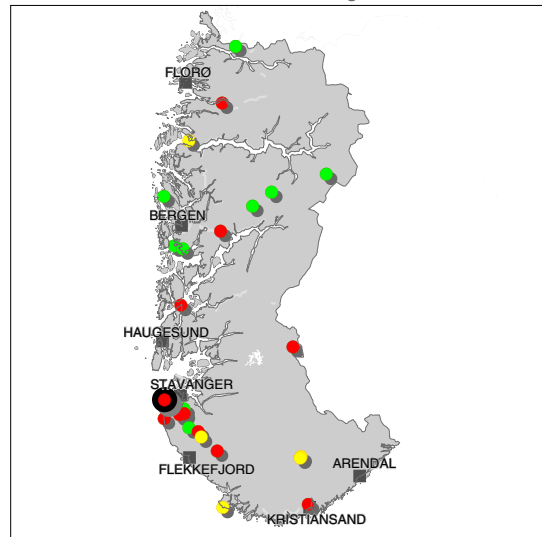 FLORØ
BERGEN
HAUGESUND
STAVANGER
FLEKKEFJORD
ARENDAL
KRISTIANSAND